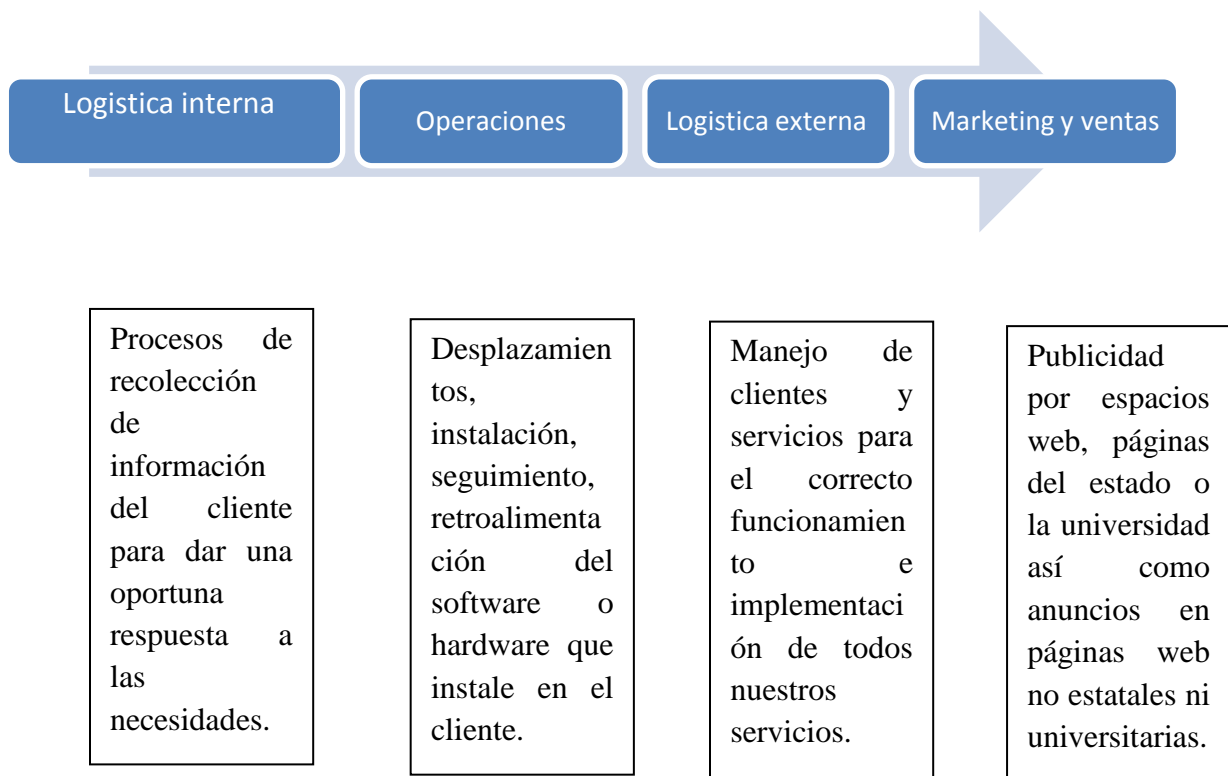 Logistica interna
Operaciones
Logistica externa
Marketing y ventas
Procesos de
recolección
de
información
del cliente
para dar una
oportuna
respuesta a
las
necesidades.
Desplazamien
tos,
instalación,
seguimiento,
retroalimenta
ción del
software o
hardware que
instale en el
cliente.
Manejo de
clientes y
servicios para
el correcto
funcionamien
to e
implementaci
ón de todos
nuestros
servicios.
Publicidad
por espacios
web, páginas
del estado o
la universidad
así como
anuncios en
páginas web
no estatales ni
universitarias.